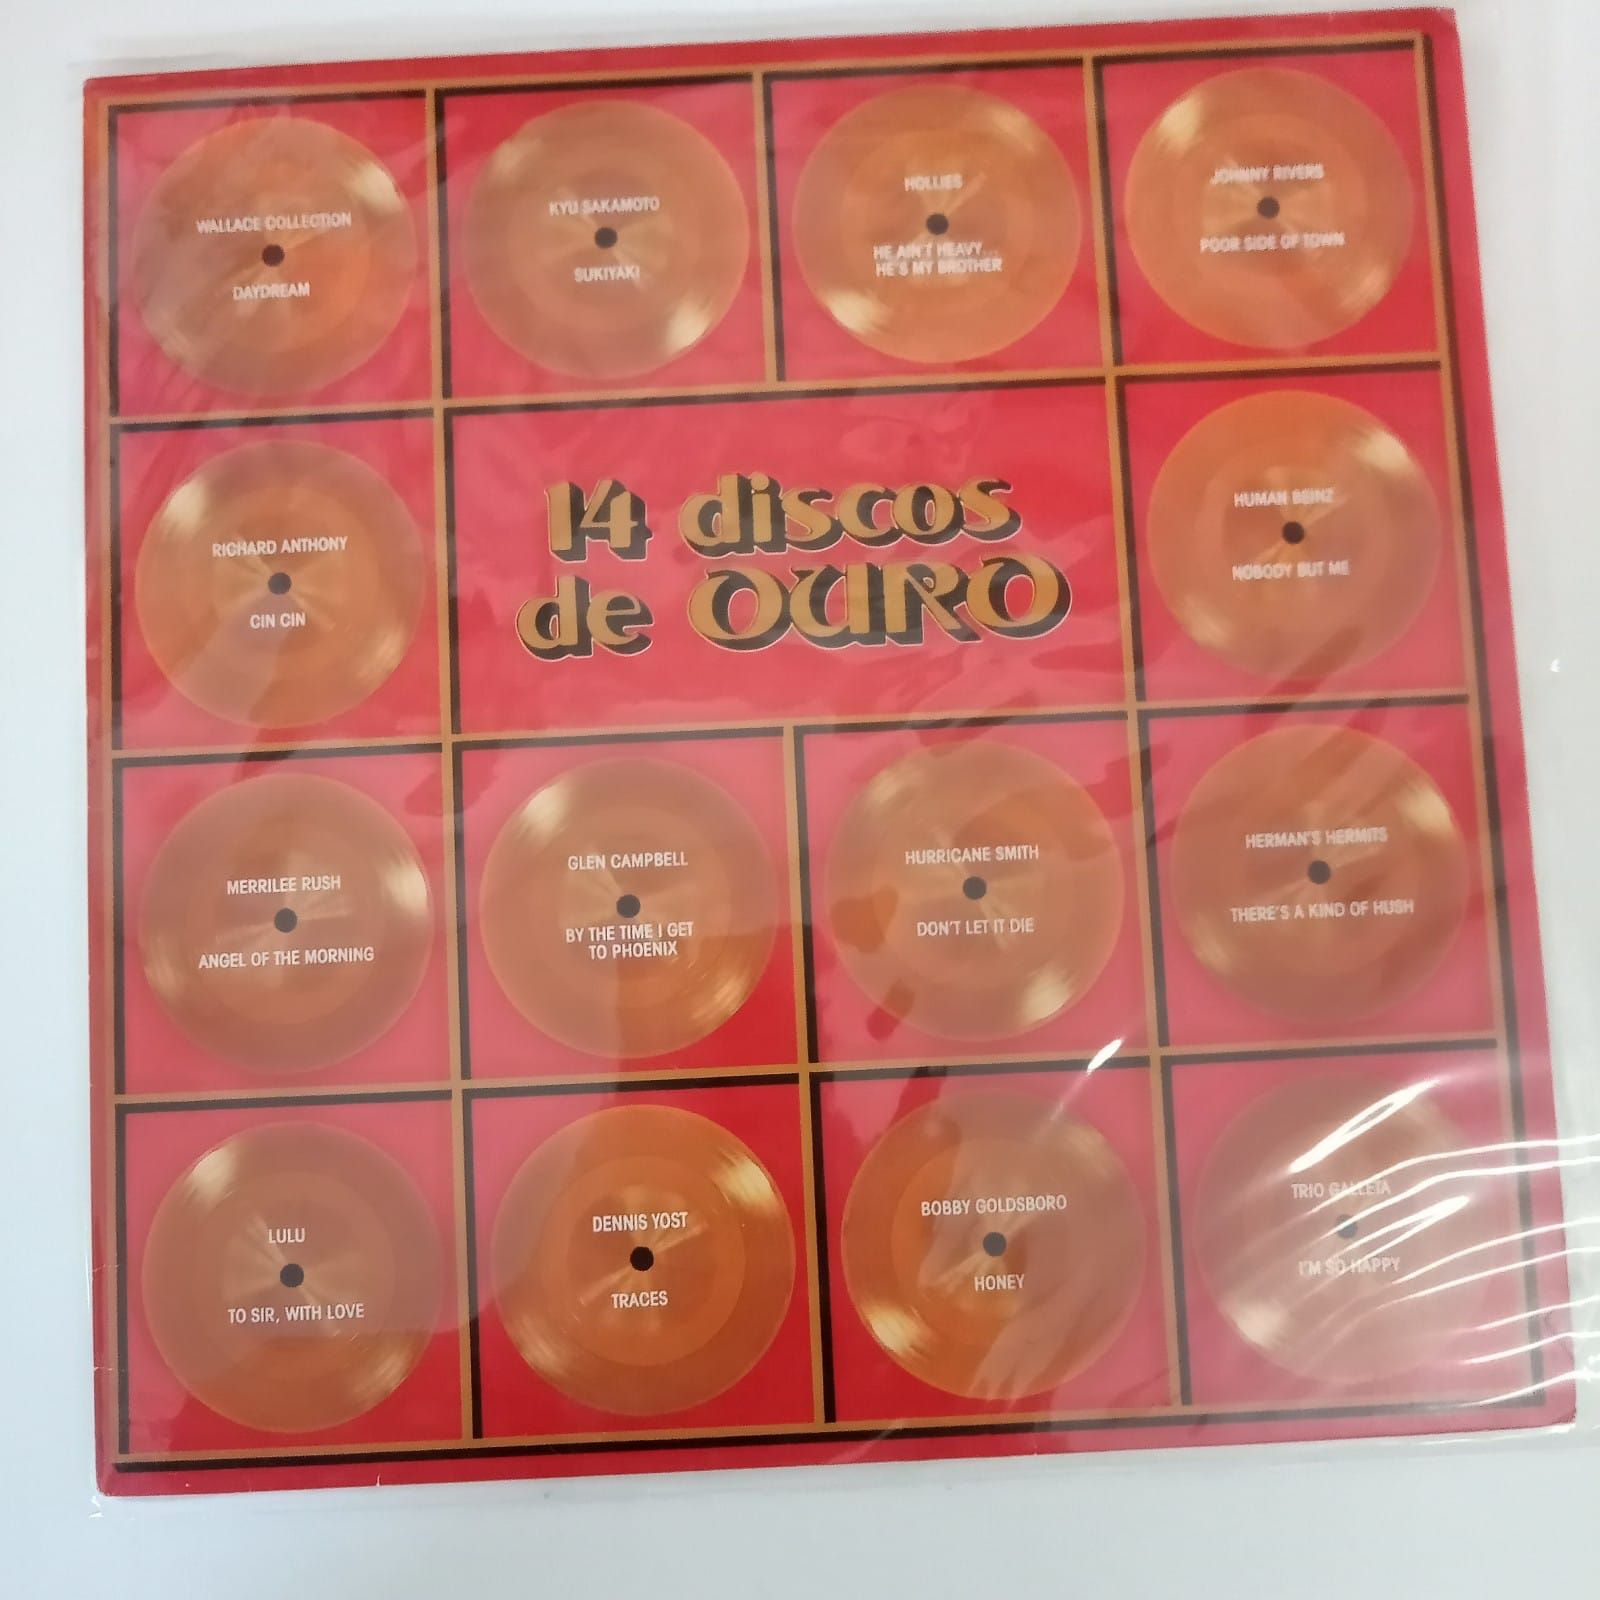 WALLACE COLLECTION
DAYDREAM
KYU SAKAMOTO
SUKIYAKI
HOLLIES
HE AIN'T HEAVY...
HE'S MY BROTHER
JOHNNY RIVERS
POOR SIDE OF TOWN
RICHARD ANTHONY
CIN CIN
14 discos
de OURO
HUMAN BEINZ
NOBODY BUT ME
MERRILEE RUSH
ANGEL OF THE MORNING
GLEN CAMPBELL
BY THE TIME I GET
TO PHOENIX
HURRICANE SMITH
DON'T LET IT DIE
HERMAN'S HERMITS
THERE'S A KIND OF HUSH
LULU
TO SIR, WITH LOVE
DENNIS YOST
TRACES
BOBBY GOLDSBORO
HONEY
TRIO GALLETA
I'M SO HAPPY